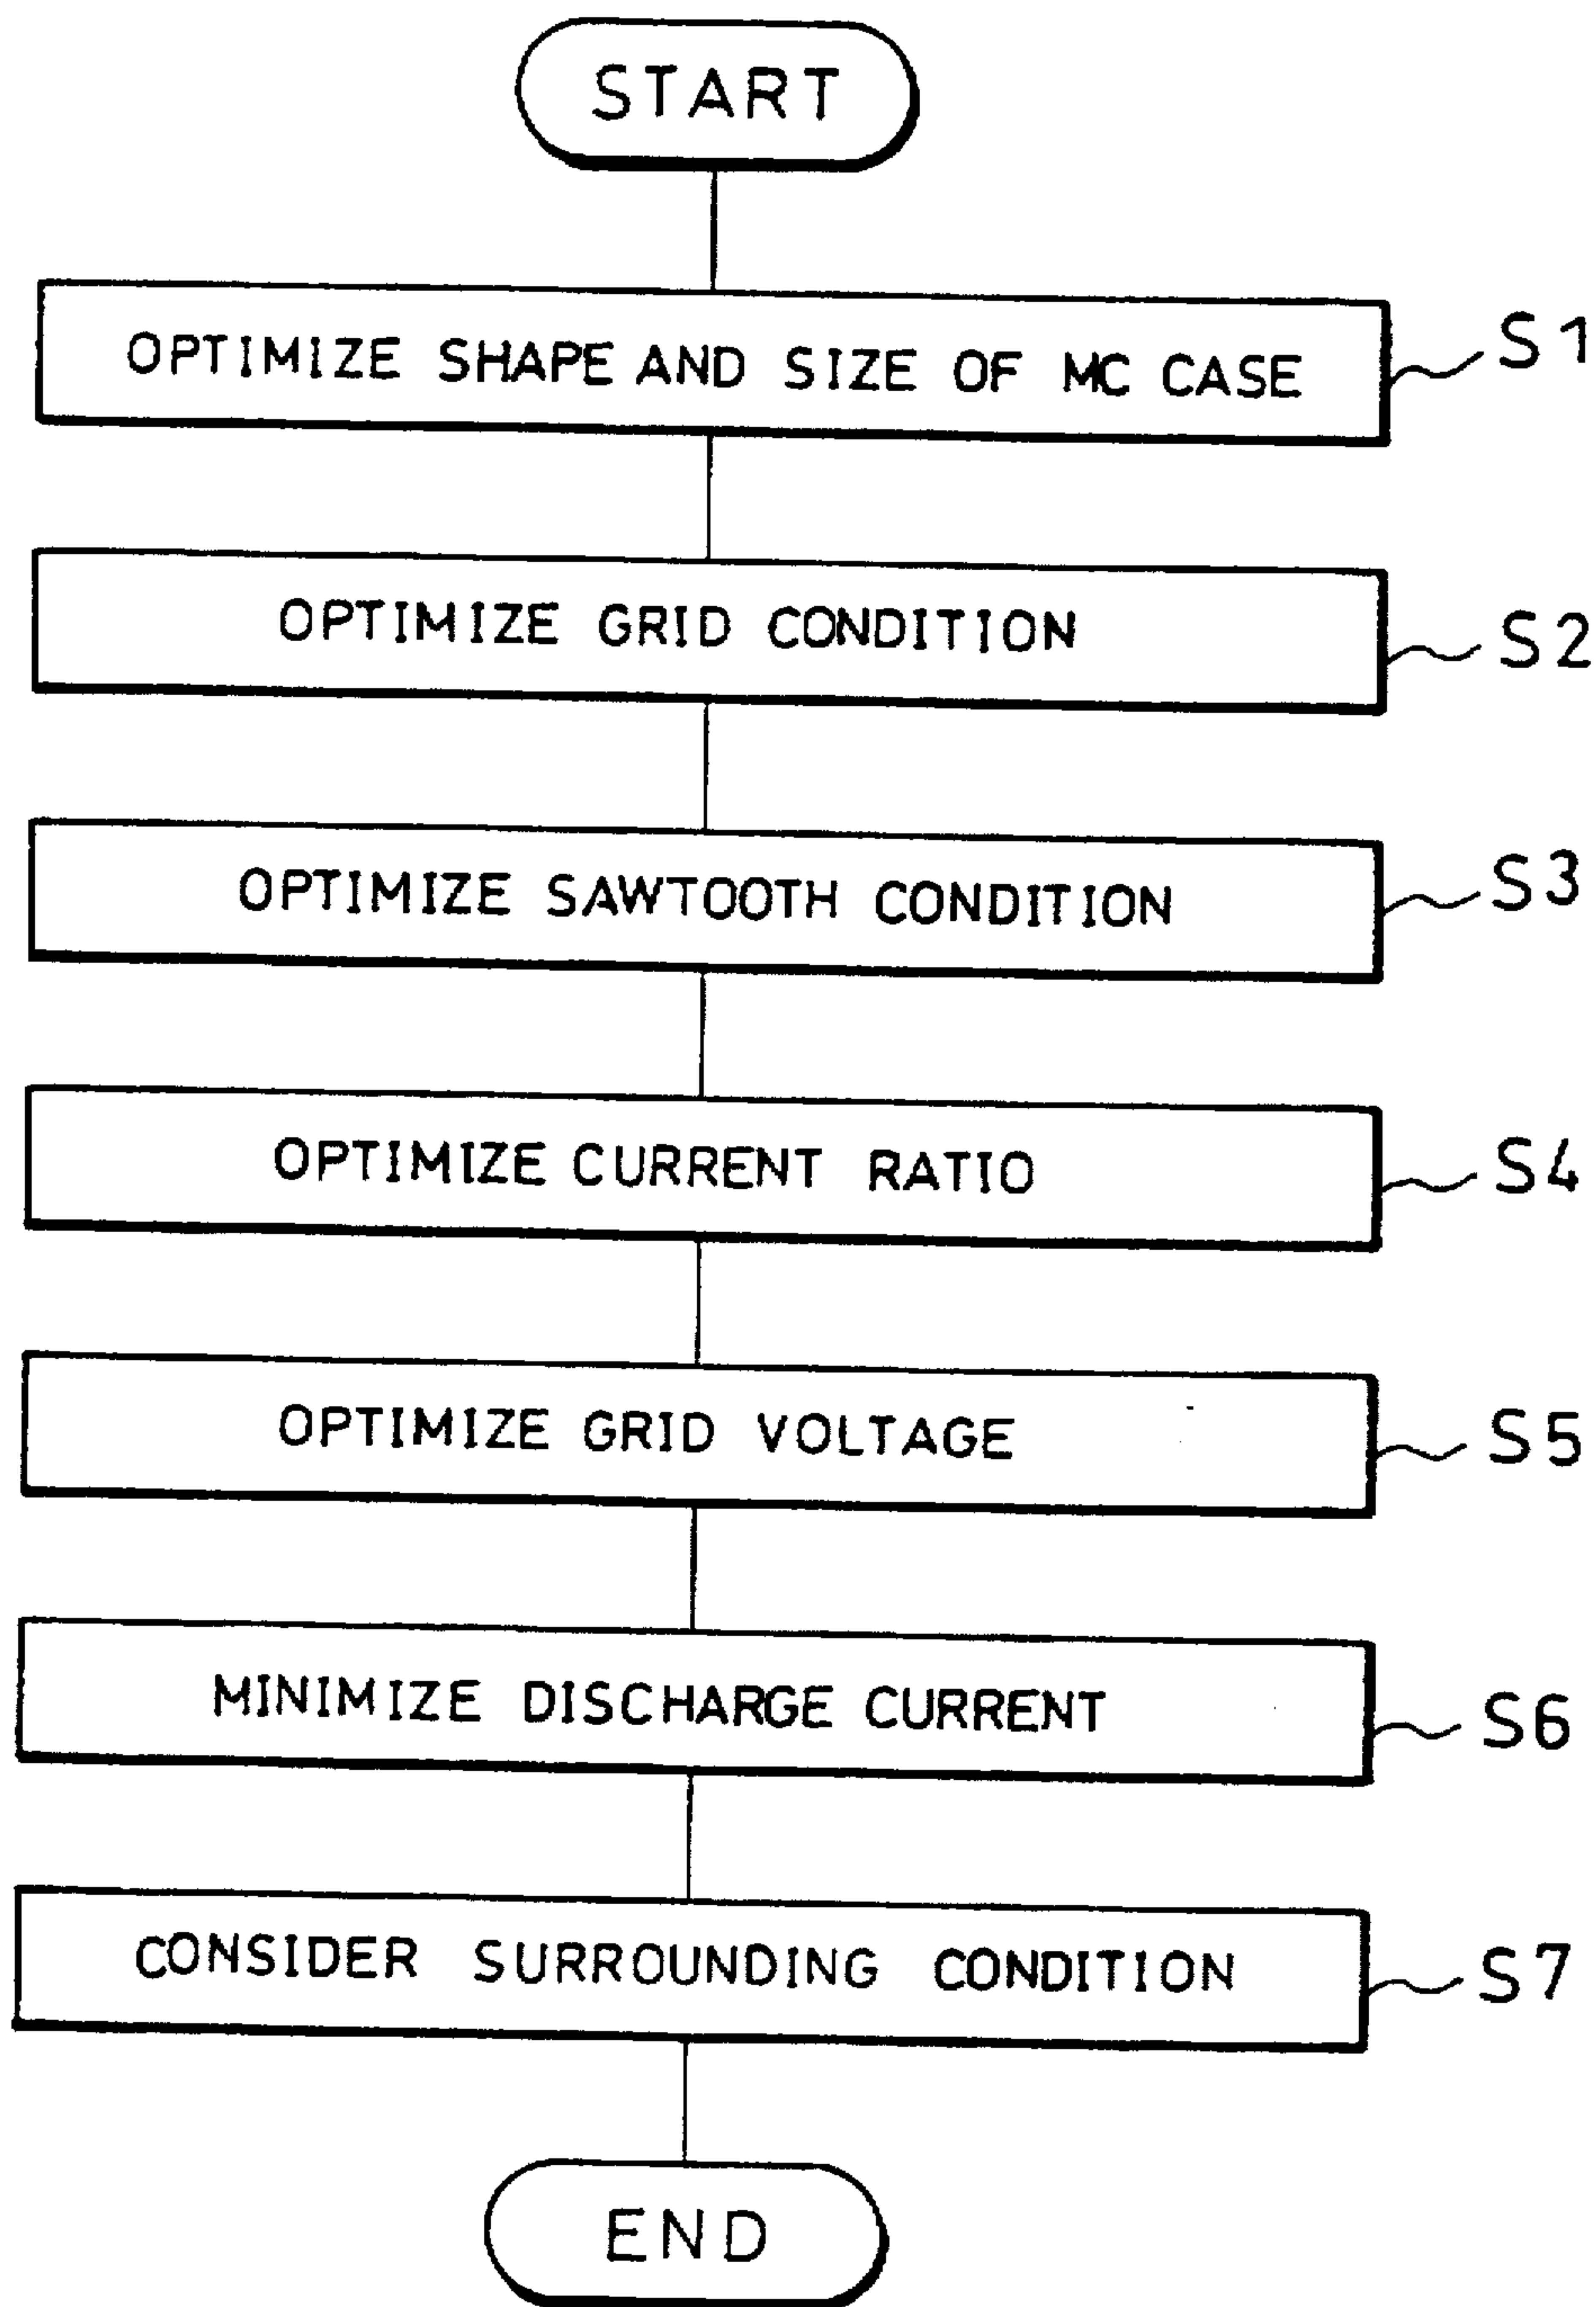 START
OPTIMIZE SHAPE AND SIZE OF MC CASE S1
OPTIMIZE GRID CONDITION S2
OPTIMIZE SAWTOOTH CONDITION S3
OPTIMIZE CURRENT RATIO S4
OPTIMIZE GRID VOLTAGE S5
MINIMIZE DISCHARGE CURRENT S6
CONSIDER SURROUNDING CONDITION S7
END